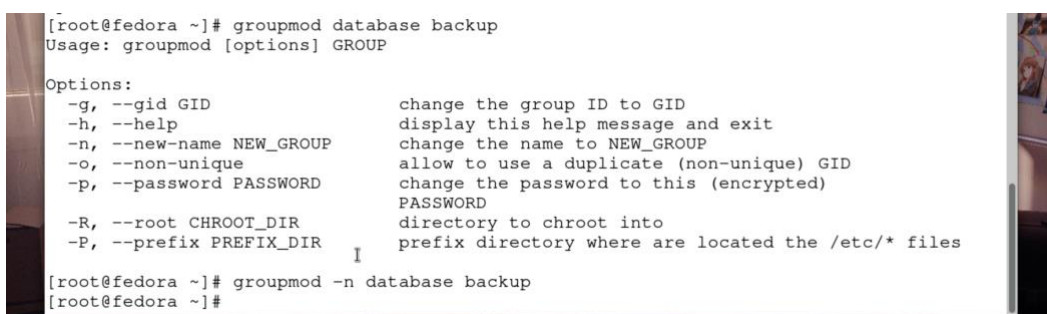 [root@fedora ~]# groupmod database backup
Usage: groupmod [options] GROUP
Options:
-g, --gid GID change the group ID to GID
-h, --help display this help message and exit
-n, --new-name NEW_GROUP change the name to NEW_GROUP
-o, --non-unique allow to use a duplicate (non-unique) GID
-p, --password PASSWORD change the password to this (encrypted)
PASSWORD
-R, --root CHROOT_DIR directory to chroot into
-P, --prefix PREFIX_DIR prefix directory where are located the /etc/* files
[root@fedora ~]# groupmod -n database backup
[root@fedora ~]#